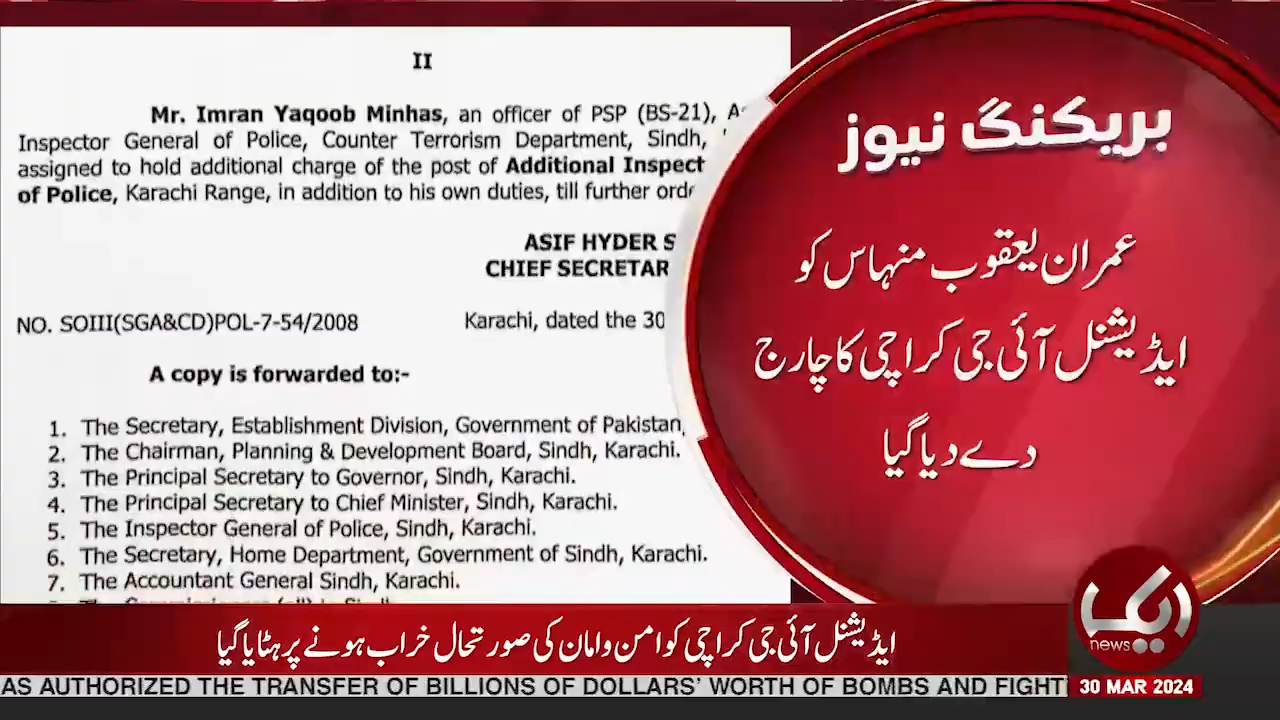 II
Mr. Imran Yaqoob Minhas, an officer of PSP (BS-21),
Inspector General of Police, Counter Terrorism Department, Sindh,
assigned to hold additional charge of the post of Additional
of Police, Karachi Range, in addition to his own duties, till further
ASIF HYDER
CHIEF
NO. SOIII(SGA&CD)POL-7-54/2008
Karachi, dated the 30
A copy is forwarded to:-
1. The Secretary, Establishment Division, Government of Pakistan,
2. The Chairman, Planning & Development Board, Sindh, Karachi.
3. The Principal Secretary to Governor, Sindh, Karachi.
4. The Principal Secretary to Chief Minister, Sindh, Karachi.
5. The Inspector General of Police, Sindh, Karachi.
6. The Secretary, Home Department, Government of Sindh, Karachi.
7. The Accountant General Sindh, Karachi.
بریکنگ نیوز
عمران یعقوب منہاس کو
ایڈیشنل آئی جی کراچی کا چارج
دے دیا گیا
ایڈیشنل آئی جی کراچی کو امن و امان کی صورتحال خراب ہونے پر ہٹایا گیا
ایک
news
AS AUTHORIZED THE TRANSFER OF BILLIONS OF DOLLARS' WORTH OF BOMBS AND
30 MAR 2024